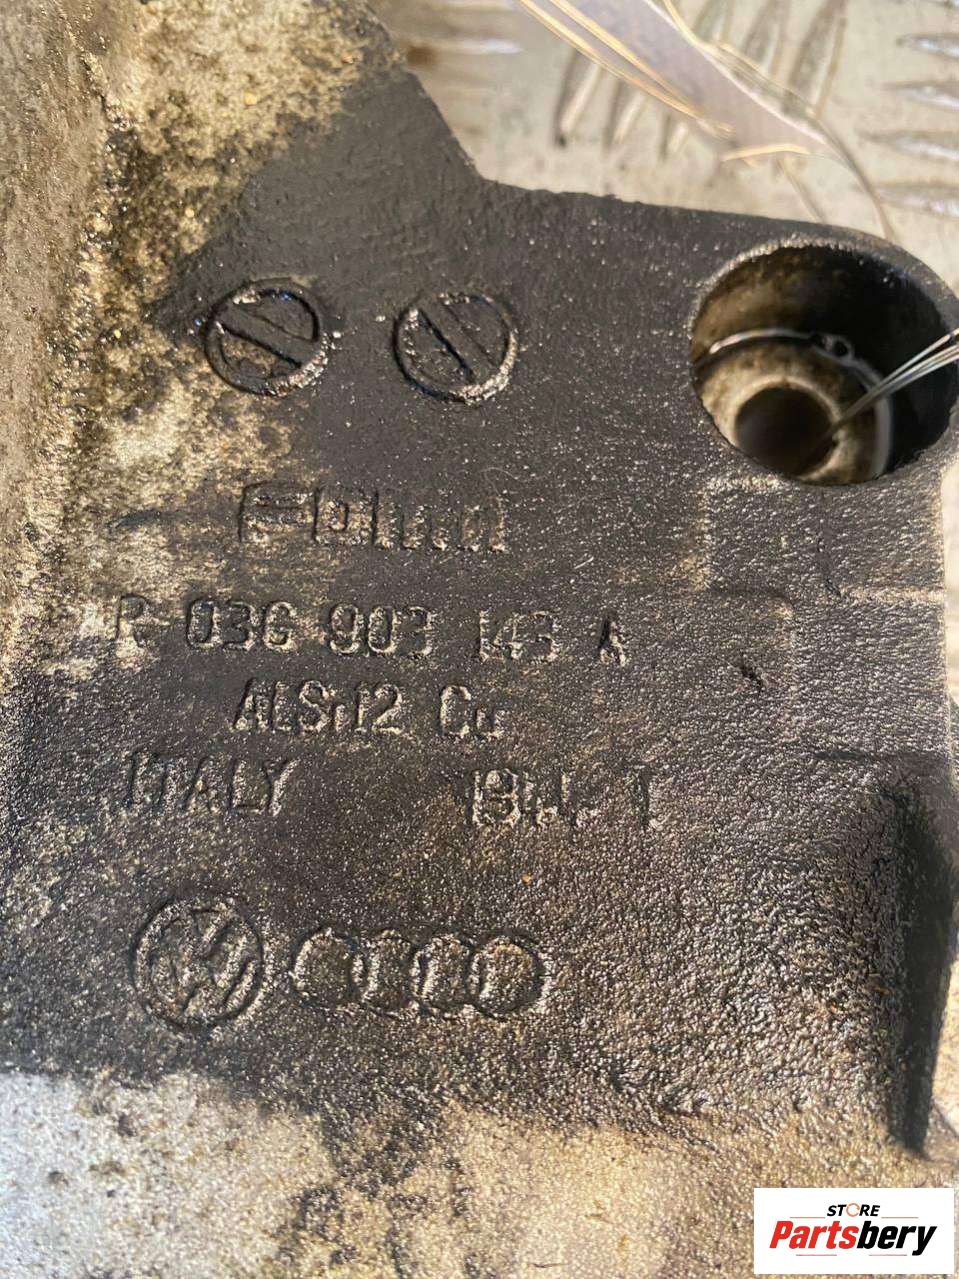 R 03G 903 143 A
ALSi12 Cu
ITALY
STORE
Partsbery